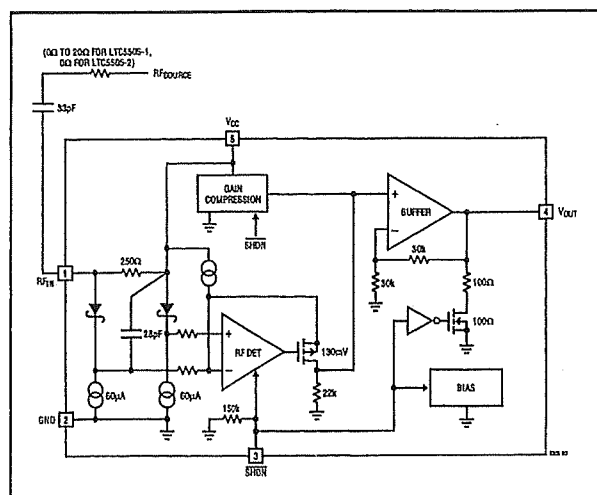 (0Ω TO 20Ω FOR LTC5505-1,
0Ω FOR LTC5505-2)
RFSOURCE
33pF
VCC
5
GAIN
COMPRESSION
SHDN
+
BUFFER
–
4
VOUT
30k
30k
100Ω
100Ω
RFIN
1
250Ω
28pF
+
RF DET
–
130mV
60µA
60µA
22k
150k
BIAS
GND
2
3
SHDN